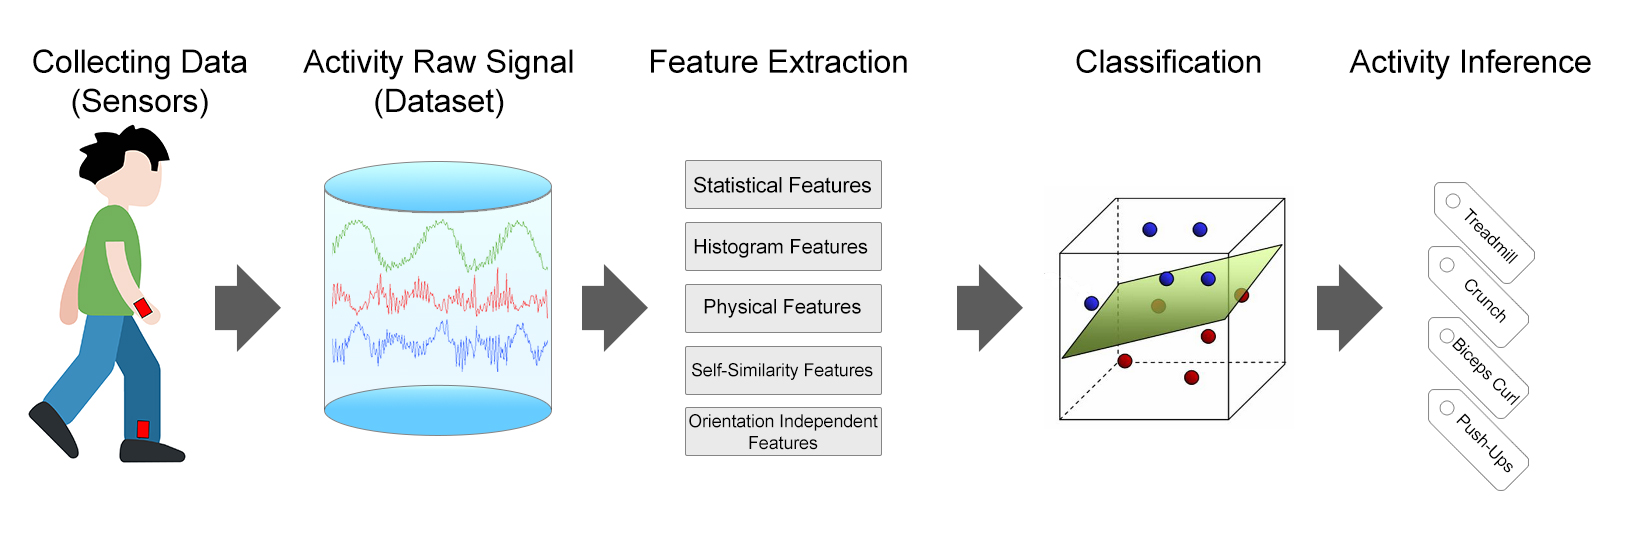 Collecting Data
(Sensors)
Activity Raw Signal
(Dataset)
Feature Extraction
Classification
Activity Inference
Statistical Features
Histogram Features
Physical Features
Self-Similarity Features
Orientation Independent
Features
Treadmill
Crunch
Biceps Curl
Push-Ups